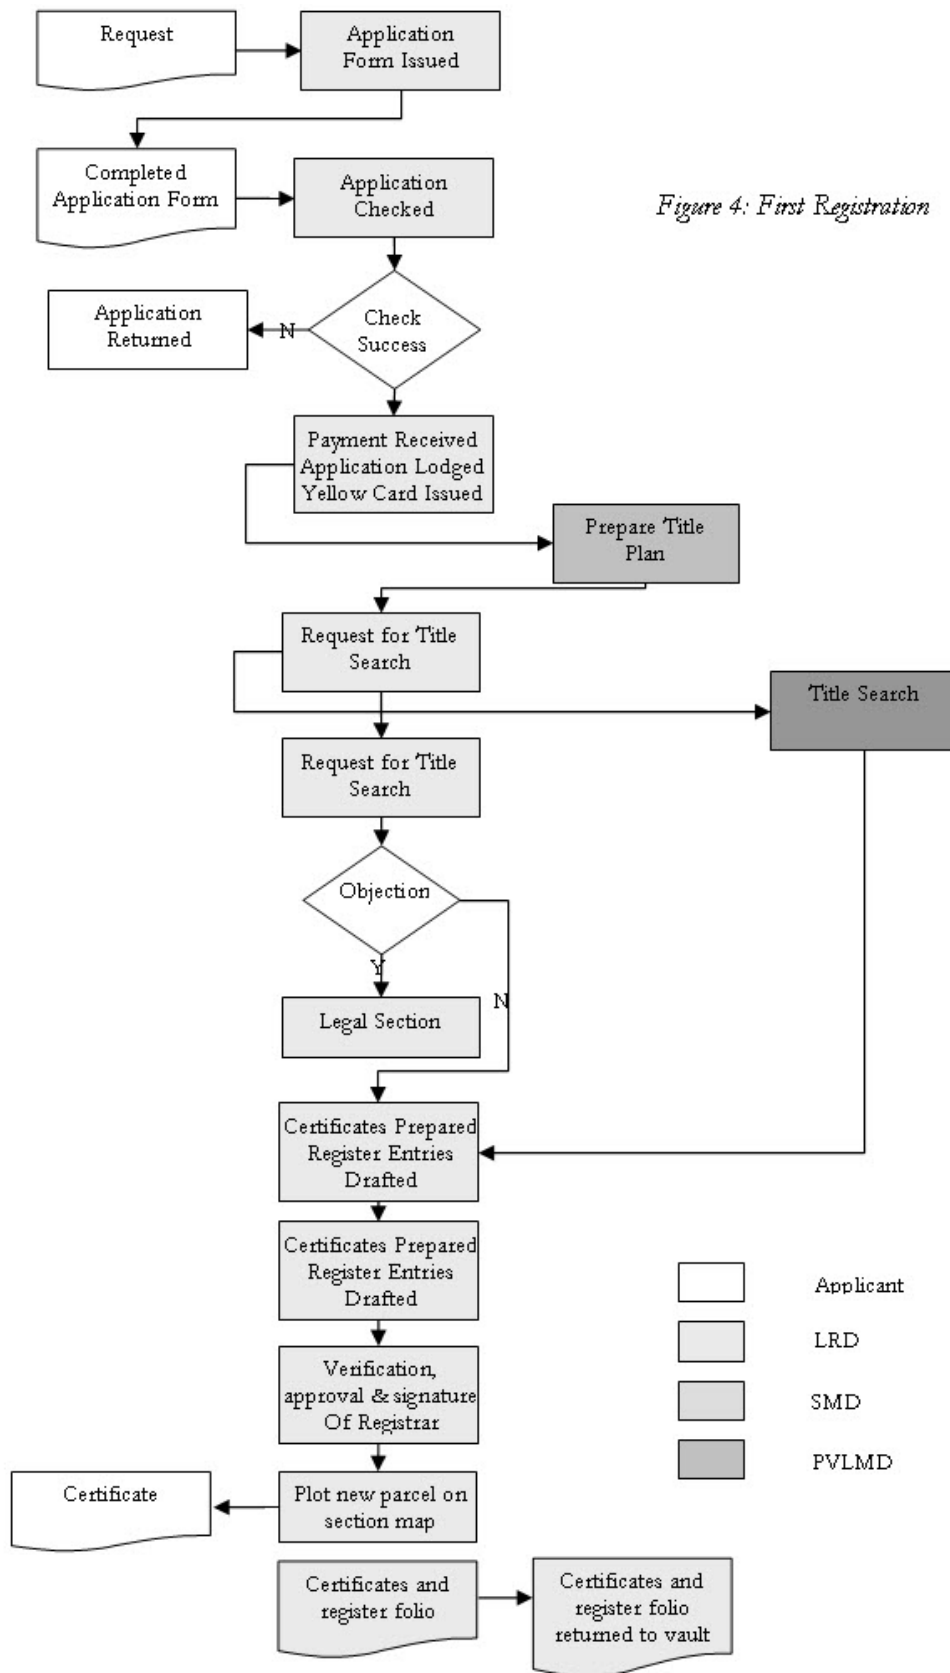 Request
Application
Form Issued
Completed
Application Form
Application
Checked
Figure 4: First Registration
Application
Returned
N
Check
Success
Payment Received
Application Lodged
Yellow Card Issued
Prepare Title
Plan
Request for Title
Search
Title Search
Request for Title
Search
Objection
Y
N
Legal Section
Certificates Prepared
Register Entries
Drafted
Certificates Prepared
Register Entries
Drafted
Applicant
LRD
Verification,
approval & signature
Of Registrar
SMD
PVLMD
Certificate
Plot new parcel on
section map
Certificates and
register folio
Certificates and
register folio
returned to vault